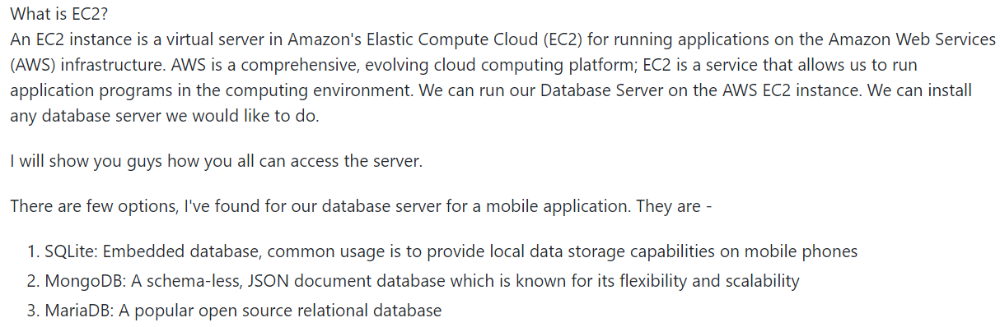 What is EC2?
An EC2 instance is a virtual server in Amazon's Elastic Compute Cloud (EC2) for running applications on the Amazon Web Services
(AWS) infrastructure. AWS is a comprehensive, evolving cloud computing platform; EC2 is a service that allows us to run
application programs in the computing environment. We can run our Database Server on the AWS EC2 instance. We can install
any database server we would like to do.
I will show you guys how you all can access the server.
There are few options, I've found for our database server for a mobile application. They are -
1. SQLite: Embedded database, common usage is to provide local data storage capabilities on mobile phones
2. MongoDB: A schema-less, JSON document database which is known for its flexibility and scalability
3. MariaDB: A popular open source relational database